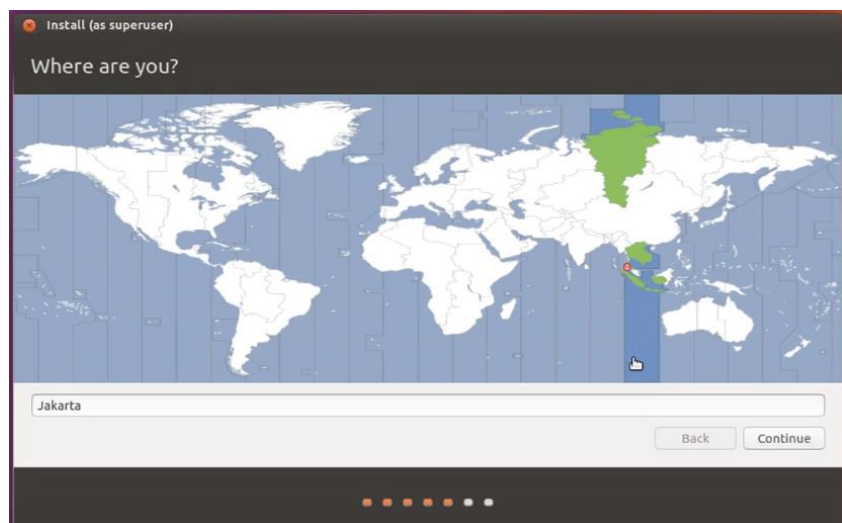 Install (as superuser)
Where are you?
Jakarta
Back
Continue